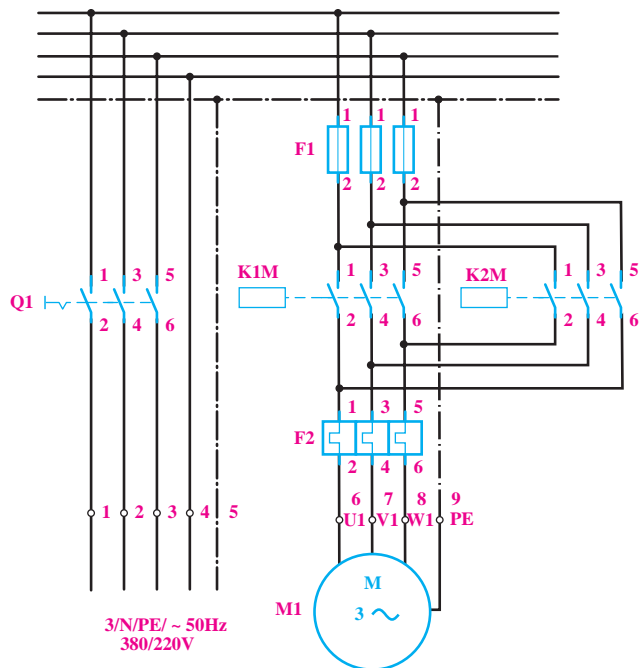 1 1 1
F1
2 2 2
K1M
1 3 5
K2M
1 3 5
Q1
1 3 5
2 4 6
2 4 6
2 4 6
F2
1 3 5
2 4 6
1 2 3 4 5
6 7 8 9
U1 V1 W1 PE
M1
M
3 ~
3/N/PE/ ~ 50Hz
380/220V